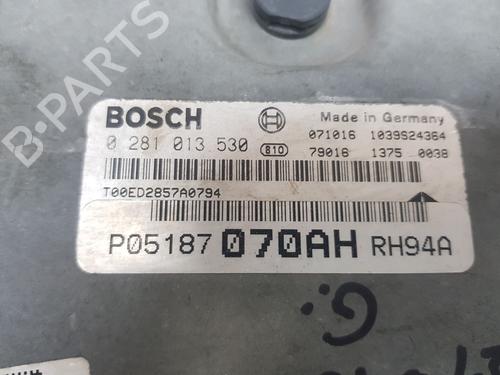 BOSCH
Made in Germany
0 281 013 530
810
071016 1039S24364
79016 1375 0038
T00ED2857A0794
P05187 070AH RH94A
B-PARTS